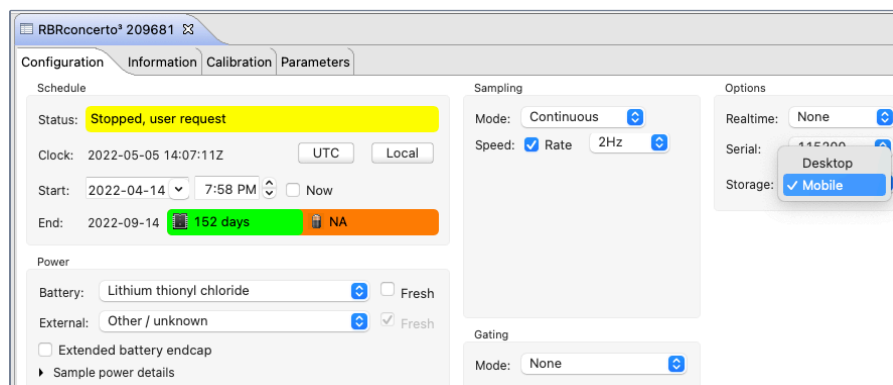 RBRconcerto³ 209681
Configuration Information Calibration Parameters
Schedule
Status: Stopped, user request
Clock: 2022-05-05 14:07:11Z UTC Local
Start: 2022-04-14 7:58 PM Now
End: 2022-09-14 152 days NA
Power
Battery: Lithium thionyl chloride Fresh
External: Other / unknown Fresh
Extended battery endcap
Sample power details
Sampling
Mode: Continuous
Speed: Rate 2Hz
Gating
Mode: None
Options
Realtime: None
Serial:
Desktop
Storage: Mobile